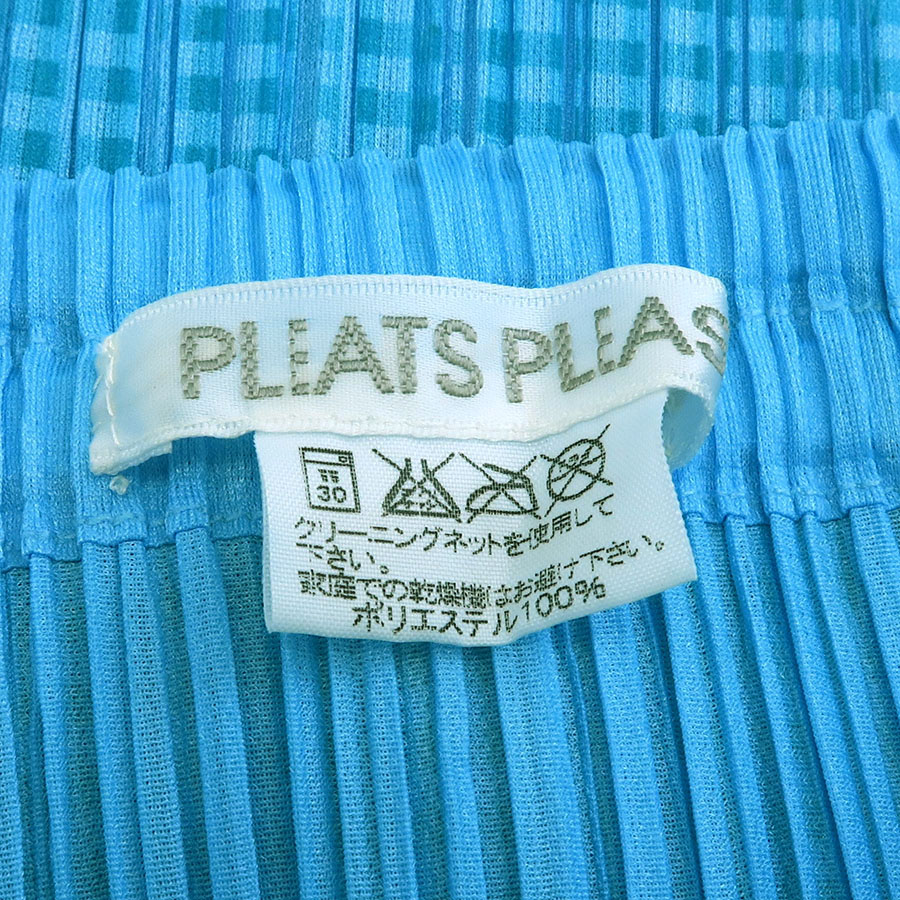 PLEATS PLEAS
弱
30
クリーニングネットを使用して
下さい。
家庭での乾燥機はお避け下さい。
ポリエステル100%